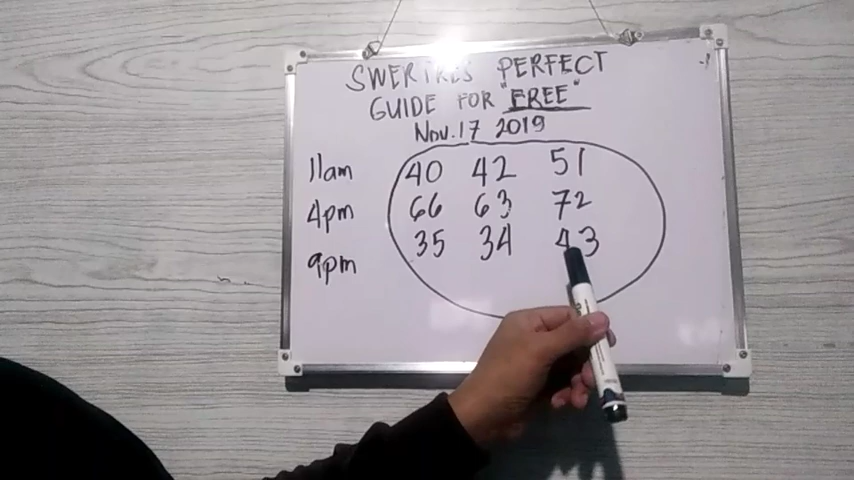 SWERTRES PERFECT
GUIDE FOR "FREE"
Nov. 17 2019
11am 40 42 51
4pm 66 63 72
9pm 35 34 43